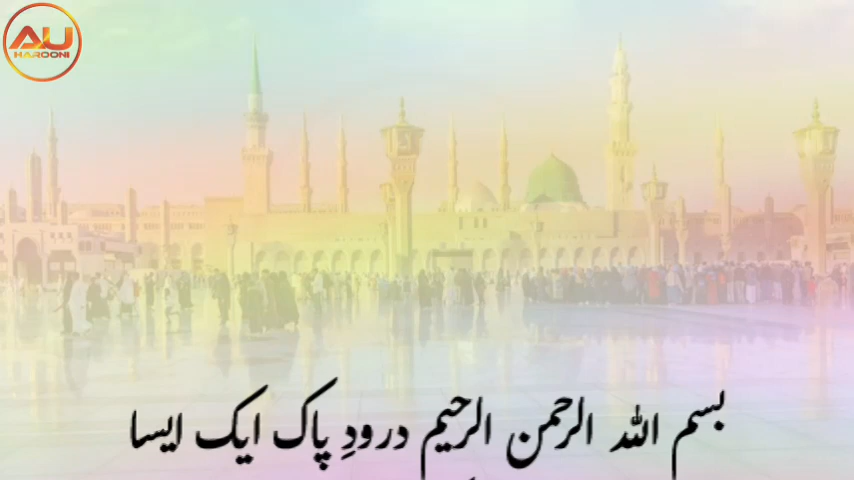 AU
HAROONI
بسم اللہ الرحمن الرحیم درودِ پاک ایک ایسا